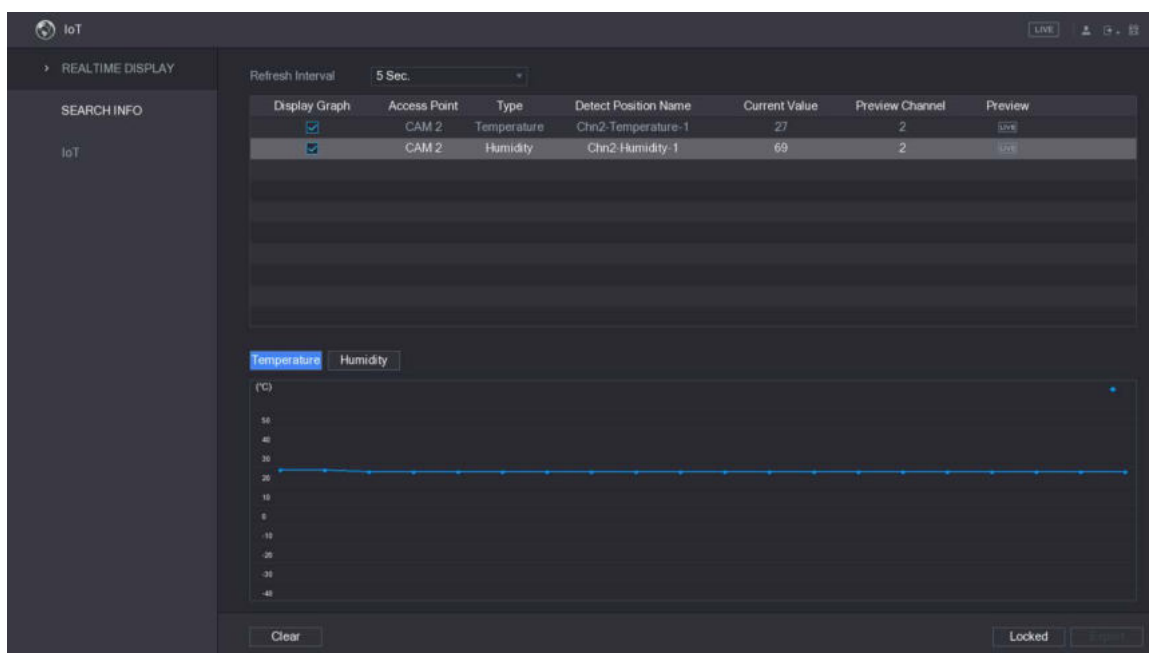 IoT
LIVE
REALTIME DISPLAY
SEARCH INFO
IoT
Refresh Interval 5 Sec.
Display Graph Access Point Type Detect Position Name Current Value Preview Channel Preview
CAM 2 Temperature Chn2-Temperature-1 27 2 LIVE
CAM 2 Humidity Chn2-Humidity-1 69 2 LIVE
Temperature Humidity
(°C)
50
40
30
20
10
0
-10
-20
-30
-40
Clear Locked Export